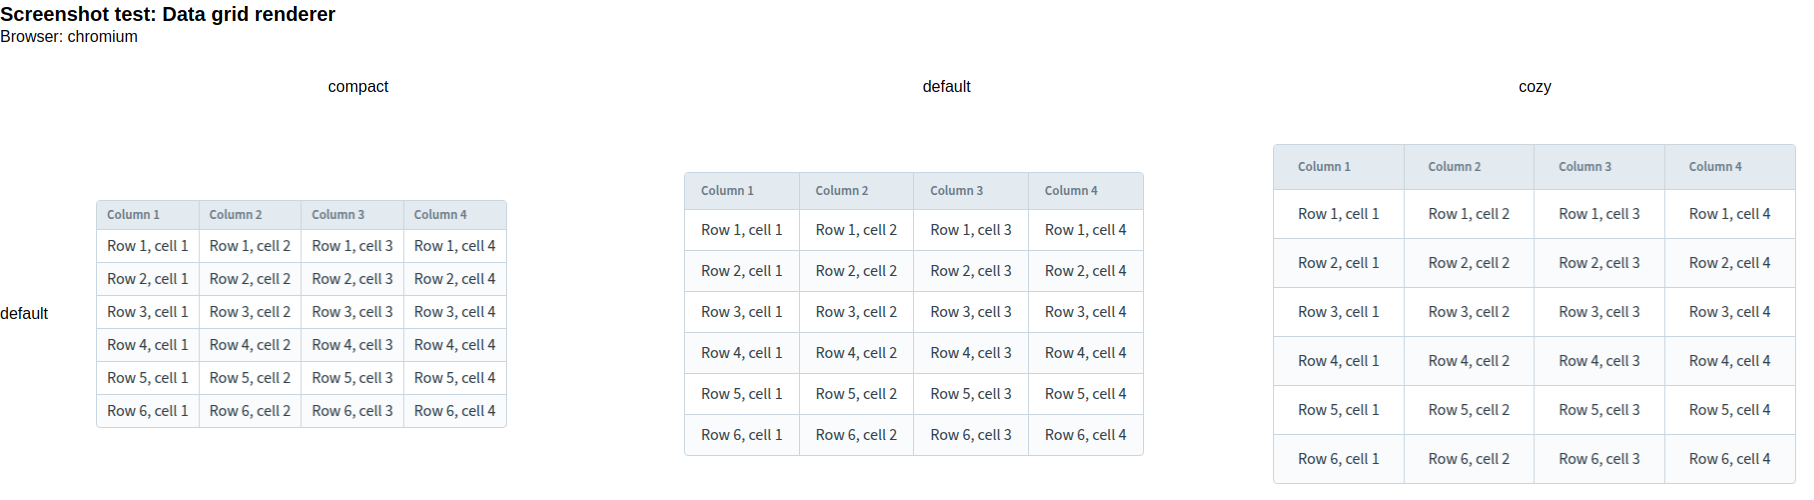 Screenshot test: Data grid renderer
Browser: chromium
compact default cozy
default
Column 1 Column 2 Column 3 Column 4
Row 1, cell 1 Row 1, cell 2 Row 1, cell 3 Row 1, cell 4
Row 2, cell 1 Row 2, cell 2 Row 2, cell 3 Row 2, cell 4
Row 3, cell 1 Row 3, cell 2 Row 3, cell 3 Row 3, cell 4
Row 4, cell 1 Row 4, cell 2 Row 4, cell 3 Row 4, cell 4
Row 5, cell 1 Row 5, cell 2 Row 5, cell 3 Row 5, cell 4
Row 6, cell 1 Row 6, cell 2 Row 6, cell 3 Row 6, cell 4
Column 1 Column 2 Column 3 Column 4
Row 1, cell 1 Row 1, cell 2 Row 1, cell 3 Row 1, cell 4
Row 2, cell 1 Row 2, cell 2 Row 2, cell 3 Row 2, cell 4
Row 3, cell 1 Row 3, cell 2 Row 3, cell 3 Row 3, cell 4
Row 4, cell 1 Row 4, cell 2 Row 4, cell 3 Row 4, cell 4
Row 5, cell 1 Row 5, cell 2 Row 5, cell 3 Row 5, cell 4
Row 6, cell 1 Row 6, cell 2 Row 6, cell 3 Row 6, cell 4
Column 1 Column 2 Column 3 Column 4
Row 1, cell 1 Row 1, cell 2 Row 1, cell 3 Row 1, cell 4
Row 2, cell 1 Row 2, cell 2 Row 2, cell 3 Row 2, cell 4
Row 3, cell 1 Row 3, cell 2 Row 3, cell 3 Row 3, cell 4
Row 4, cell 1 Row 4, cell 2 Row 4, cell 3 Row 4, cell 4
Row 5, cell 1 Row 5, cell 2 Row 5, cell 3 Row 5, cell 4
Row 6, cell 1 Row 6, cell 2 Row 6, cell 3 Row 6, cell 4